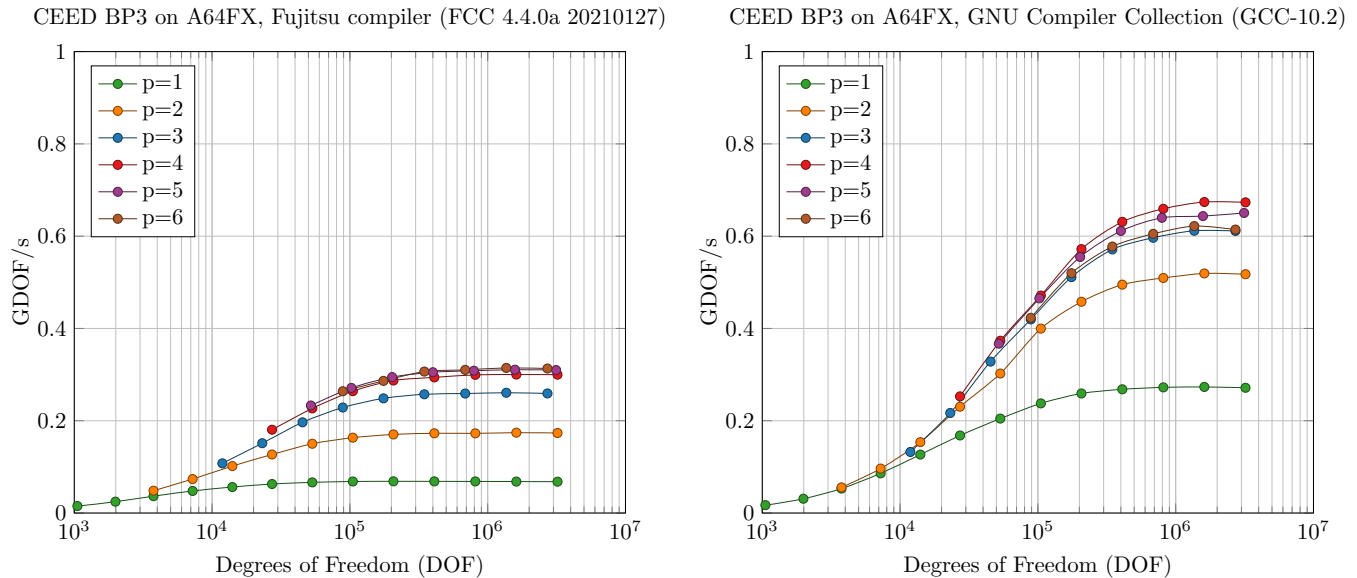 CEED BP3 on A64FX, Fujitsu compiler (FCC 4.4.0a 20210127)
1
0.8
0.6
0.4
0.2
0
GDOF/s
p=1
p=2
p=3
p=4
p=5
p=6
10^3
10^4
10^5
10^6
10^7
Degrees of Freedom (DOF)
CEED BP3 on A64FX, GNU Compiler Collection (GCC-10.2)
1
0.8
0.6
0.4
0.2
0
GDOF/s
p=1
p=2
p=3
p=4
p=5
p=6
10^3
10^4
10^5
10^6
10^7
Degrees of Freedom (DOF)